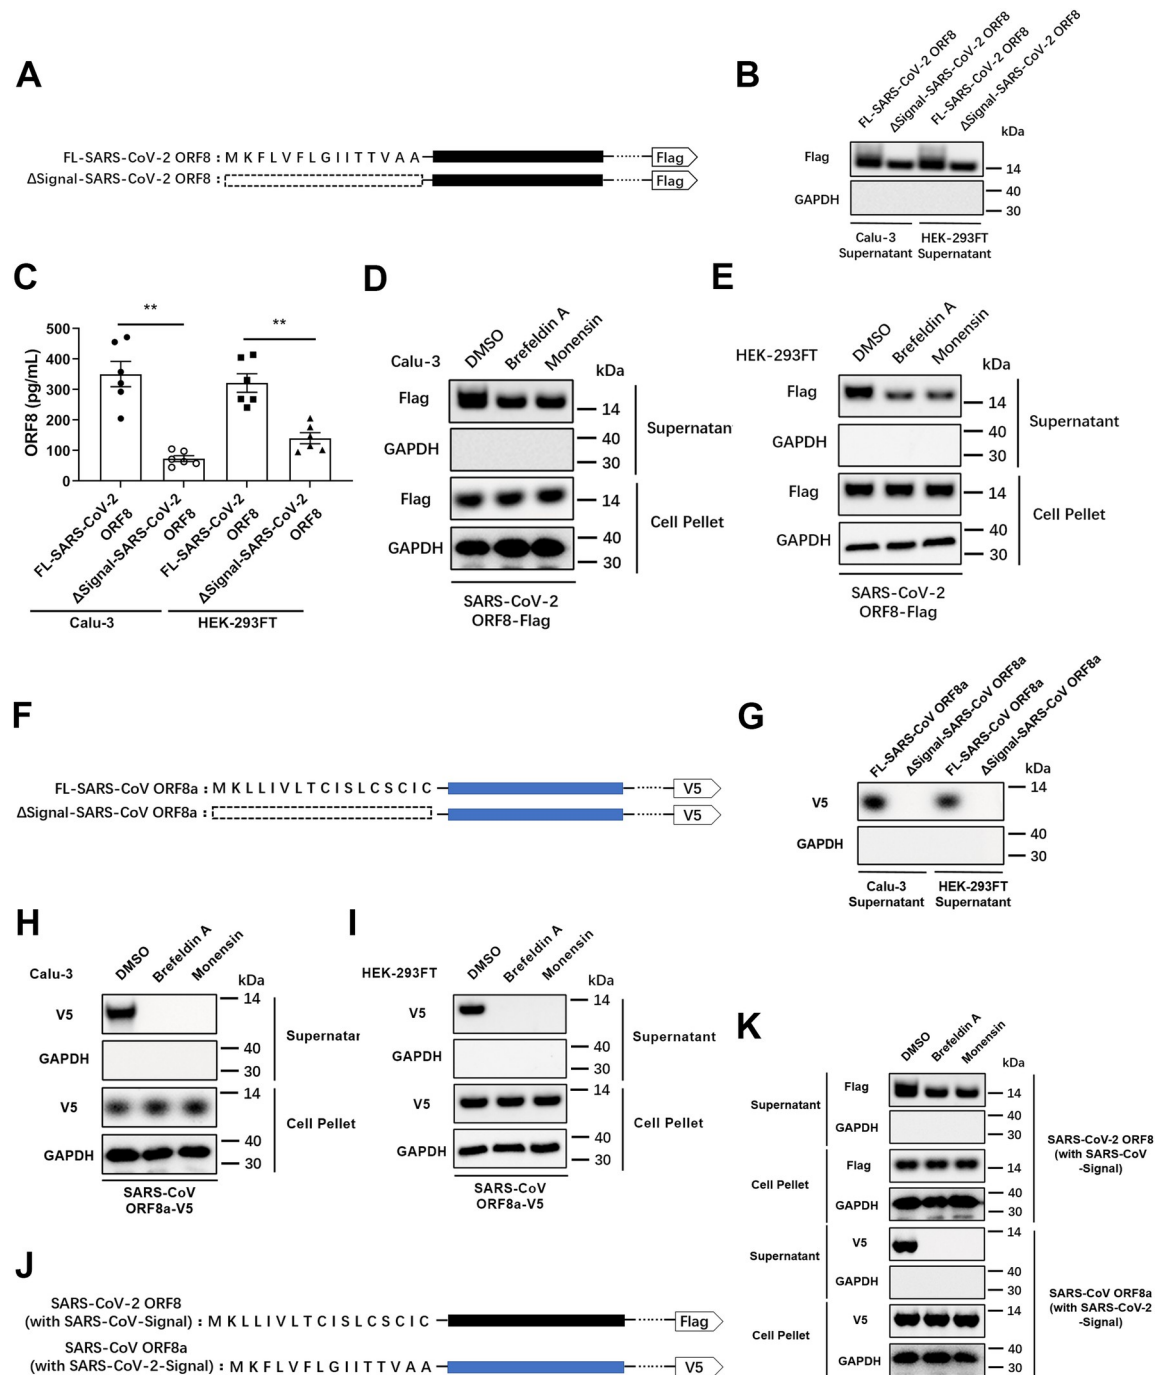 A
FL-SARS-CoV-2 ORF8 : M K F L V F L G I I T T V A A Flag
ΔSignal-SARS-CoV-2 ORF8 : Flag
B
FL-SARS-CoV-2 ORF8
ΔSignal-SARS-CoV-2 ORF8
FL-SARS-CoV-2 ORF8
ΔSignal-SARS-CoV-2 ORF8
kDa
Flag 14
GAPDH 40
30
Calu-3 HEK-293FT
Supernatant Supernatant
C
ORF8 (pg/mL)
500
400
300
200
100
0
** **
FL-SARS-CoV-2
ORF8
ΔSignal-SARS-CoV-2
ORF8
FL-SARS-CoV-2
ORF8
ΔSignal-SARS-CoV-2
ORF8
Calu-3 HEK-293FT
D
Calu-3 DMSO Brefeldin A Monensin
kDa
Flag 14
Supernatan
GAPDH 40
30
Flag 14
Cell Pellet
GAPDH 40
30
SARS-CoV-2
ORF8-Flag
E
HEK-293FT DMSO Brefeldin A Monensin
kDa
Flag 14
Supernatant
GAPDH 40
30
Flag 14
Cell Pellet
GAPDH 40
30
SARS-CoV-2
ORF8-Flag
F
FL-SARS-CoV ORF8a : M K L L I V L T C I S L C S C I C V5
ΔSignal-SARS-CoV ORF8a : V5
G
FL-SARS-CoV ORF8a
ΔSignal-SARS-CoV ORF8a
FL-SARS-CoV ORF8a
ΔSignal-SARS-CoV ORF8a
kDa
14
V5
GAPDH 40
30
Calu-3 HEK-293FT
Supernatant Supernatant
H
Calu-3 DMSO Brefeldin A Monensin
kDa
14
V5
Supernatar
GAPDH 40
30
14
V5
Cell Pellet
GAPDH 40
30
SARS-CoV
ORF8a-V5
I
HEK-293FT DMSO Brefeldin A Monensin
kDa
14
V5
Supernatant
GAPDH 40
30
14
V5
Cell Pellet
GAPDH 40
30
SARS-CoV
ORF8a-V5
J
SARS-CoV-2 ORF8
(with SARS-CoV-Signal) : M K L L I V L T C I S L C S C I C Flag
SARS-CoV ORF8a
(with SARS-CoV-2-Signal) : M K F L V F L G I I T T V A A V5
K
DMSO Brefeldin A Monensin
kDa
Flag 14
Supernatant
GAPDH 40
30
Flag 14
Cell Pellet
GAPDH 40
30
SARS-CoV-2 ORF8
(with SARS-CoV
-Signal)
14
V5
Supernatant
GAPDH 40
30
14
V5
Cell Pellet
GAPDH 40
30
SARS-CoV ORF8a
(with SARS-CoV-2
-Signal)